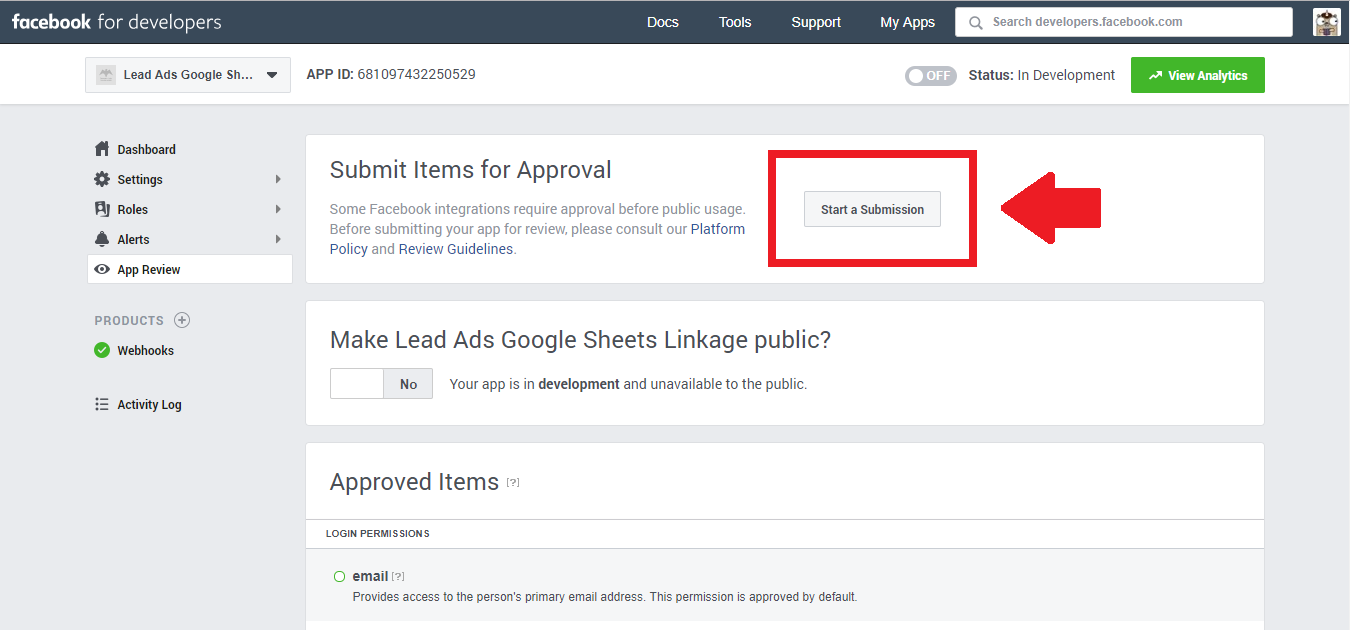 facebook for developers
Docs
Tools
Support
My Apps
Search developers.facebook.com
Lead Ads Google Sh...
APP ID: 681097432250529
OFF
Status: In Development
View Analytics
Dashboard
Settings
Roles
Alerts
App Review
PRODUCTS
Webhooks
Activity Log
Submit Items for Approval
Some Facebook integrations require approval before public usage.
Before submitting your app for review, please consult our Platform
Policy and Review Guidelines.
Start a Submission
Make Lead Ads Google Sheets Linkage public?
No
Your app is in development and unavailable to the public.
Approved Items [?]
LOGIN PERMISSIONS
email [?]
Provides access to the person's primary email address. This permission is approved by default.